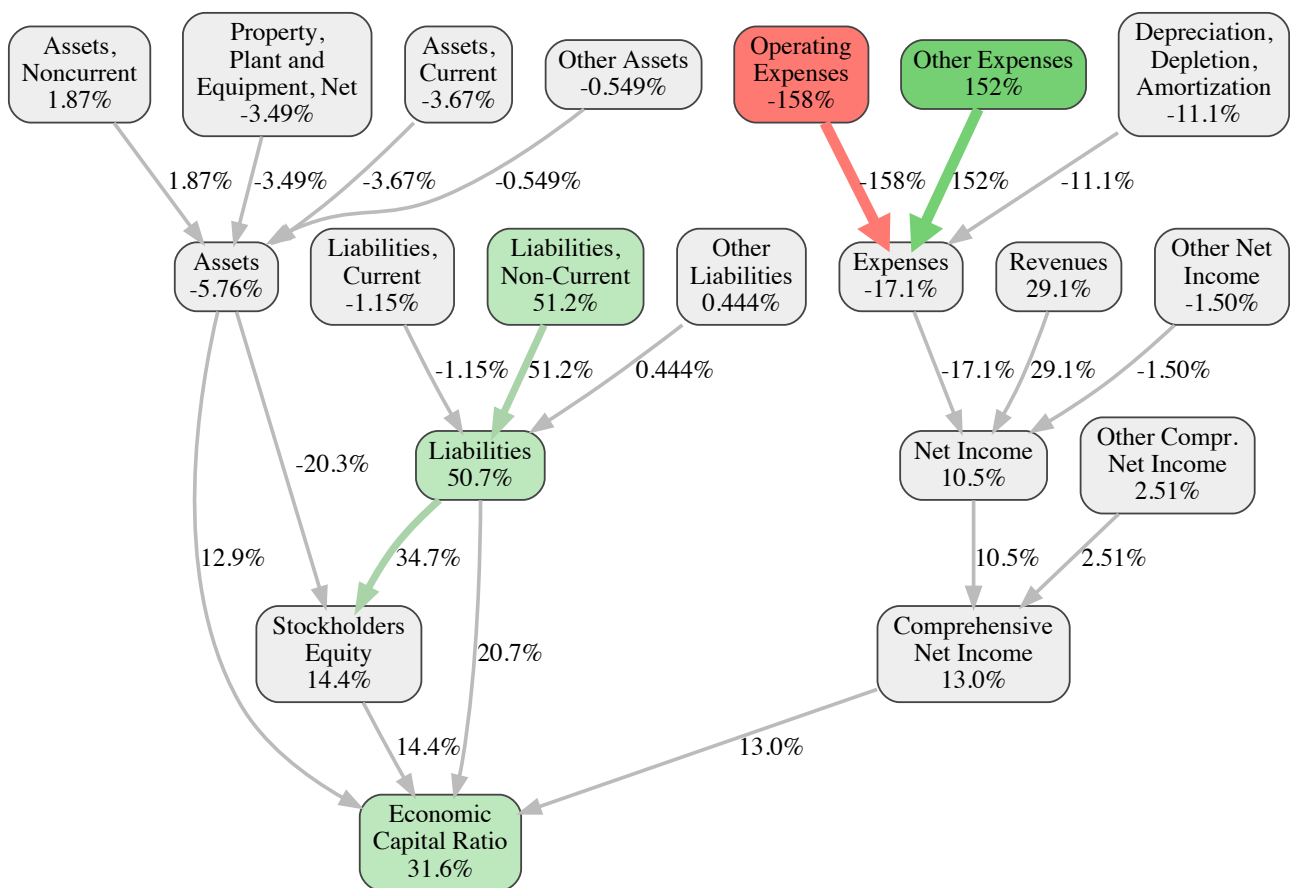 Assets,
Noncurrent
1.87%
Property,
Plant and
Equipment, Net
-3.49%
Assets,
Current
-3.67%
Other Assets
-0.549%
Operating
Expenses
-158%
Other Expenses
152%
Depreciation,
Depletion,
Amortization
-11.1%
1.87%
-3.49%
-3.67%
-0.549%
-158%
152%
-11.1%
Assets
-5.76%
Liabilities,
Current
-1.15%
Liabilities,
Non-Current
51.2%
Other
Liabilities
0.444%
Expenses
-17.1%
Revenues
29.1%
Other Net
Income
-1.50%
-1.15%
51.2%
0.444%
-17.1%
29.1%
-1.50%
-20.3%
Liabilities
50.7%
Net Income
10.5%
Other Compr.
Net Income
2.51%
12.9%
34.7%
10.5%
2.51%
Stockholders
Equity
14.4%
20.7%
Comprehensive
Net Income
13.0%
14.4%
13.0%
Economic
Capital Ratio
31.6%